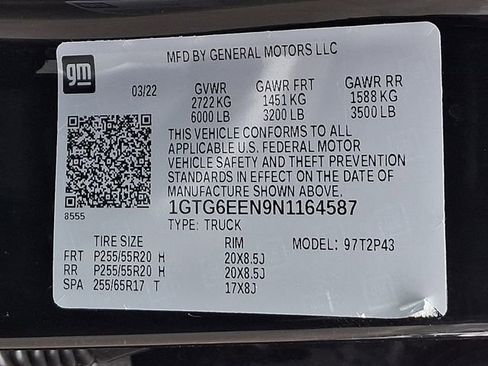 gm
MFD BY GENERAL MOTORS LLC
03/22 GVWR GAWR FRT GAWR RR
2722 KG 1451 KG 1588 KG
6000 LB 3200 LB 3500 LB
THIS VEHICLE CONFORMS TO ALL
APPLICABLE U.S. FEDERAL MOTOR
VEHICLE SAFETY AND THEFT PREVENTION
STANDARDS IN EFFECT ON THE DATE OF
MANUFACTURE SHOWN ABOVE.
8555
1GTG6EEN9N1164587
TYPE: TRUCK
TIRE SIZE RIM MODEL: 97T2P43
FRT P255/55R20 H 20X8.5J
RR P255/55R20 H 20X8.5J
SPA 255/65R17 T 17X8J